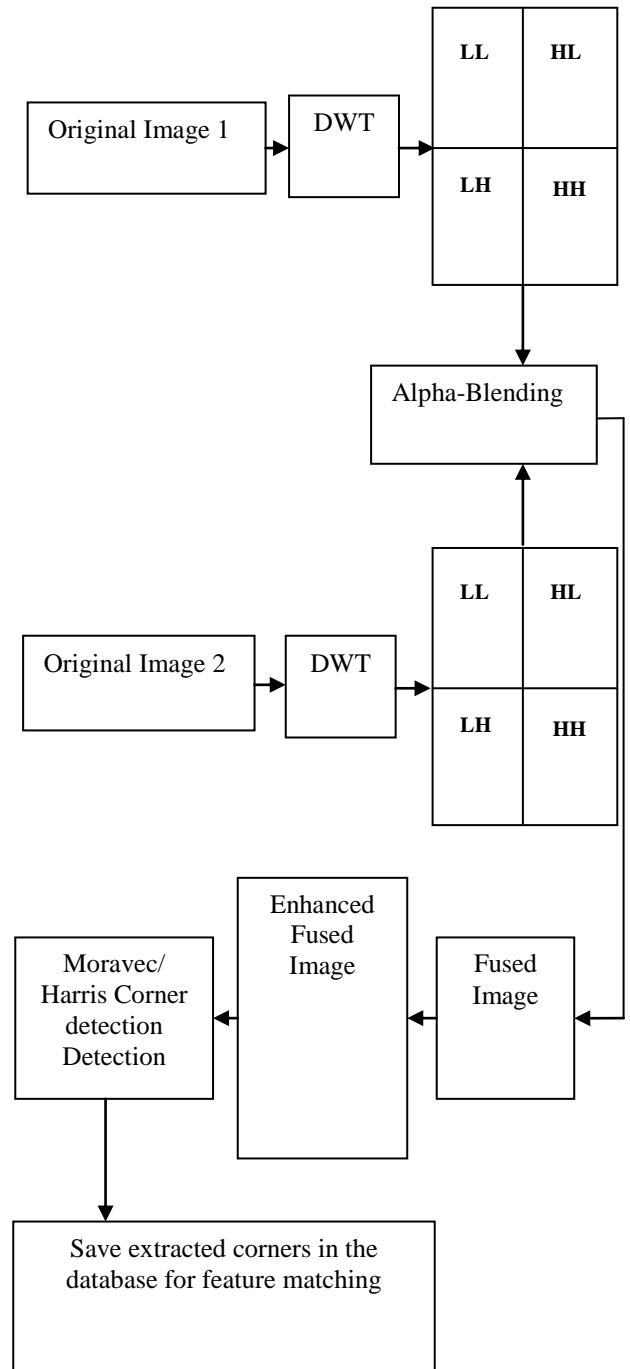 LL HL
Original Image 1 DWT
LH HH
Alpha-Blending
LL HL
Original Image 2 DWT
LH HH
Enhanced
Fused
Image
Fused
Image
Moravec/
Harris Corner
detection
Detection
Save extracted corners in the
database for feature matching